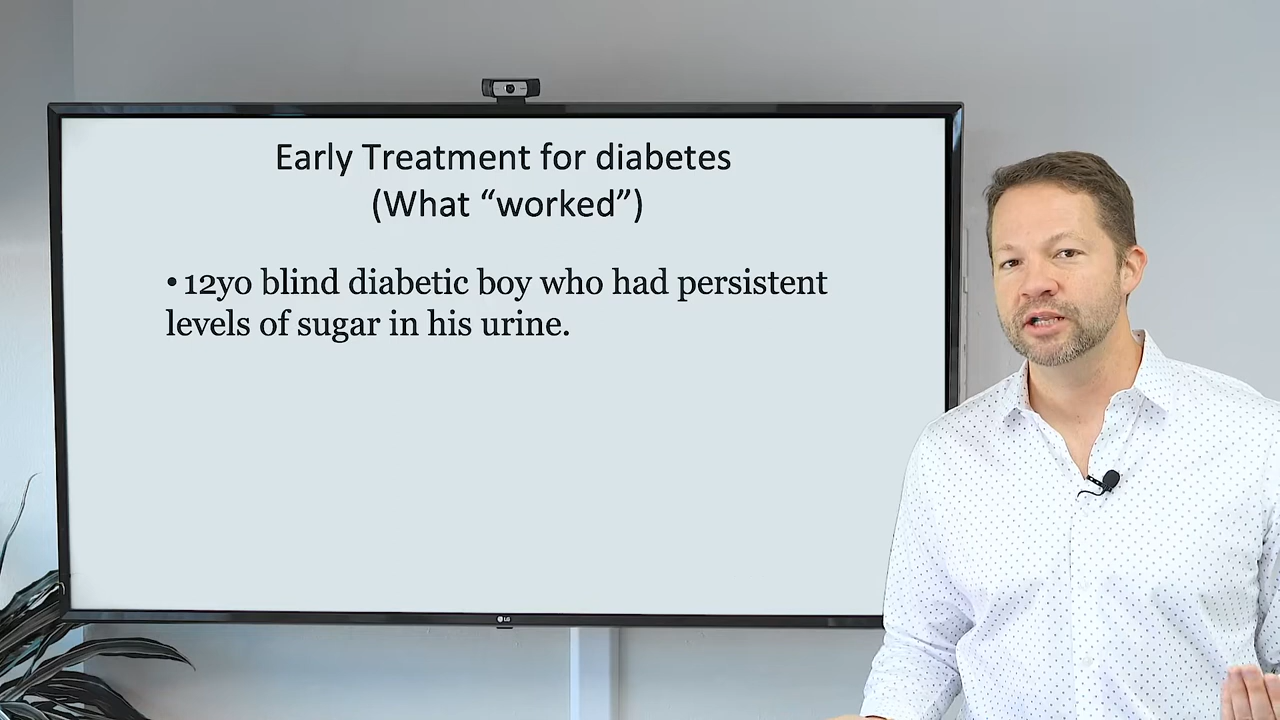 Early Treatment for diabetes
(What “worked”)
• 12yo blind diabetic boy who had persistent
levels of sugar in his urine.
LG